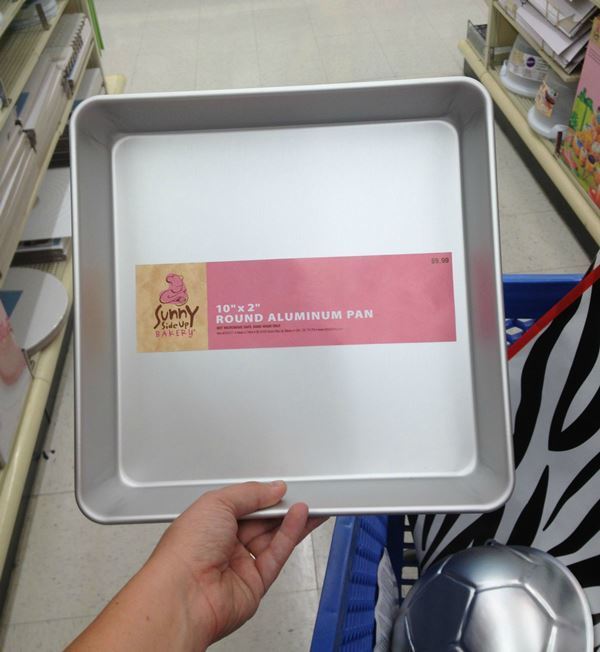 $9.99
Sunny
Side Up
BAKERY
10" x 2"
ROUND ALUMINUM PAN